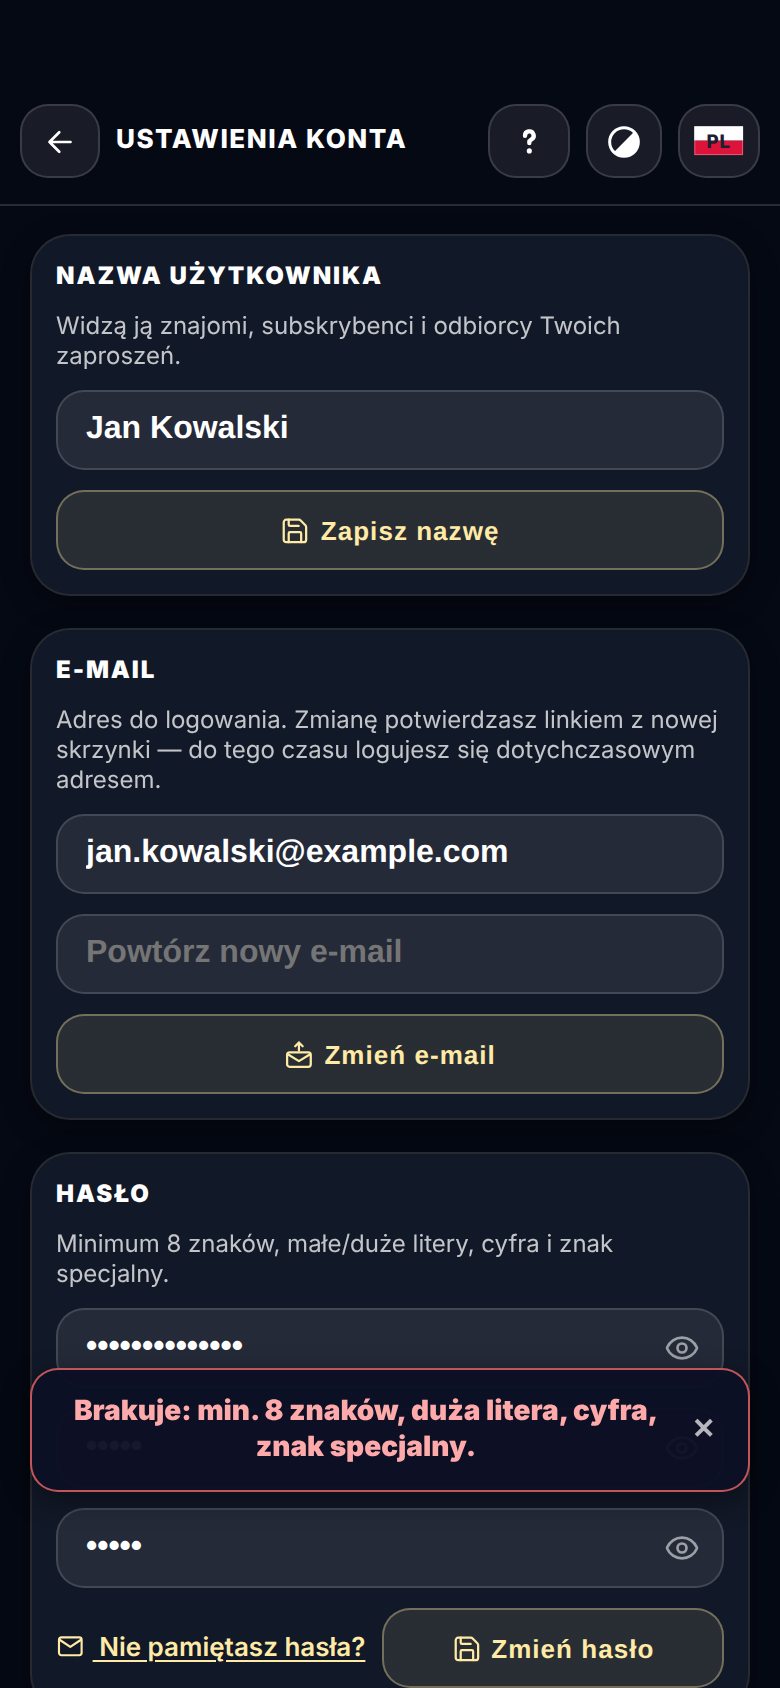 USTAWIENIA KONTA
?
PL
NAZWA UŻYTKOWNIKA
Widzą ją znajomi, subskrybenci i odbiorcy Twoich
zaproszeń.
Jan Kowalski
Zapisz nazwę
E-MAIL
Adres do logowania. Zmianę potwierdzasz linkiem z nowej
skrzynki — do tego czasu logujesz się dotychczasowym
adresem.
jan.kowalski@example.com
Powtórz nowy e-mail
Zmień e-mail
HASŁO
Minimum 8 znaków, małe/duże litery, cyfra i znak
specjalny.
••••••••••••••
Brakuje: min. 8 znaków, duża litera, cyfra,
znak specjalny.
•••••
•••••
Nie pamiętasz hasła?
Zmień hasło